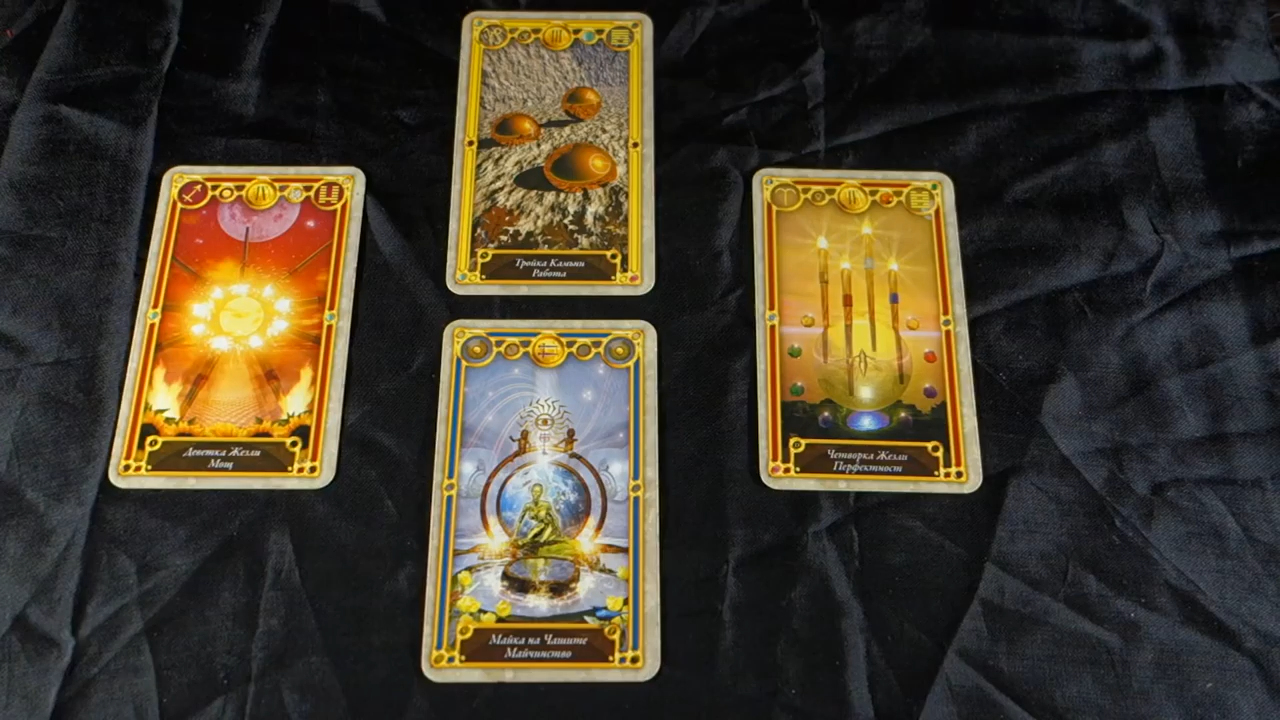 Тройка Камъни
Работа
Деветка Жезли
Мощ
Четворка Жезли
Перфектност
Майка на Чашите
Майчинство